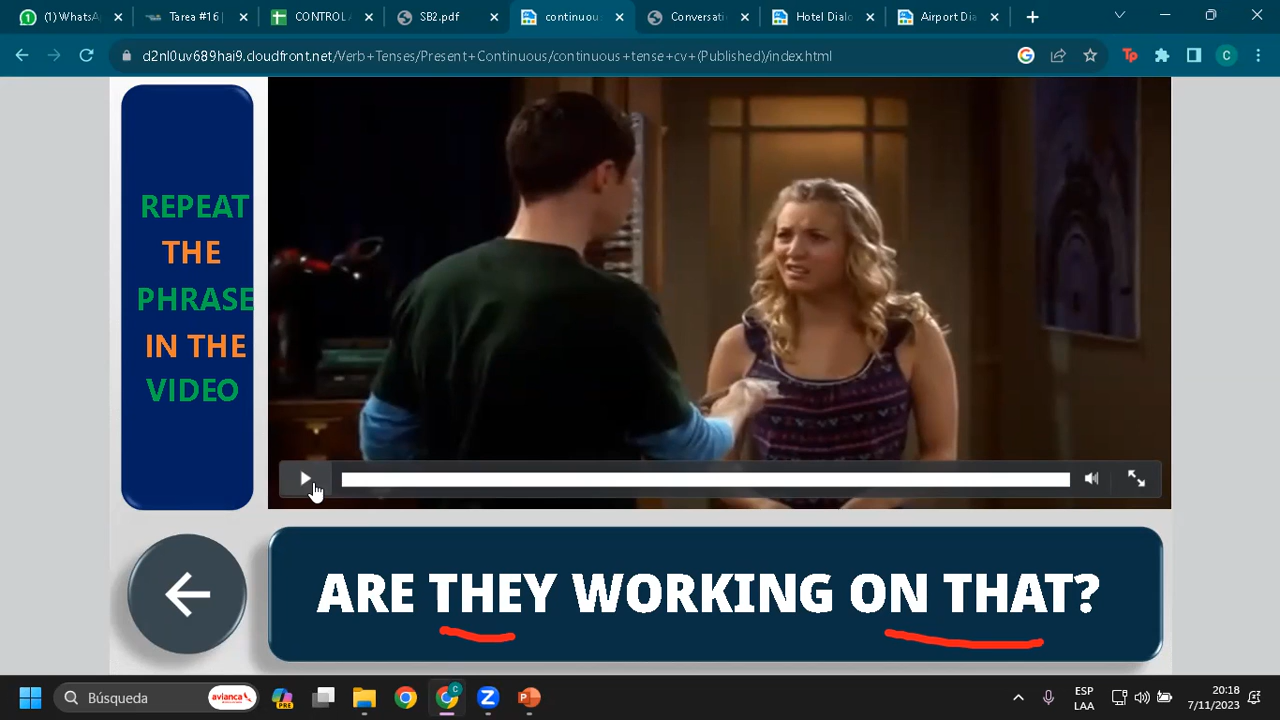 (1) WhatsA
Tarea #16
CONTROL
SB2.pdf
continuou
Conversati
Hotel Dialo
Airport Dia
d2nl0uv689hai9.cloudfront.net/Verb+Tenses/Present+Continuous/continuous+tense+cv+(Published)/index.html
REPEAT
THE
PHRASE
IN THE
VIDEO
ARE THEY WORKING ON THAT?
Búsqueda
avianca
PRE
ESP
LAA
20:18
7/11/2023